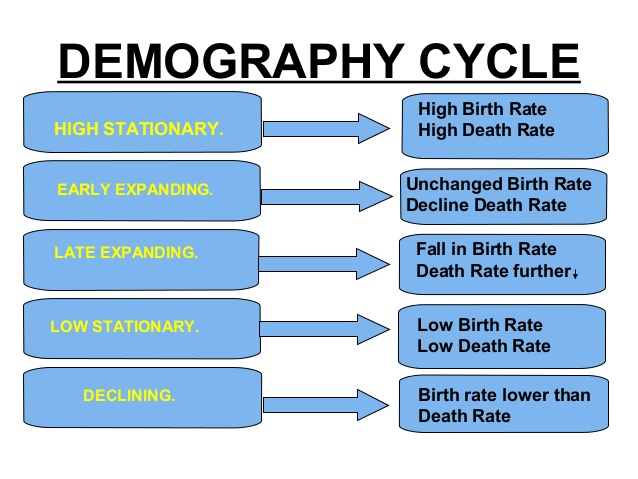 DEMOGRAPHY CYCLE
HIGH STATIONARY.
High Birth Rate
High Death Rate
EARLY EXPANDING.
Unchanged Birth Rate
Decline Death Rate
LATE EXPANDING.
Fall in Birth Rate
Death Rate further↓
LOW STATIONARY.
Low Birth Rate
Low Death Rate
DECLINING.
Birth rate lower than
Death Rate